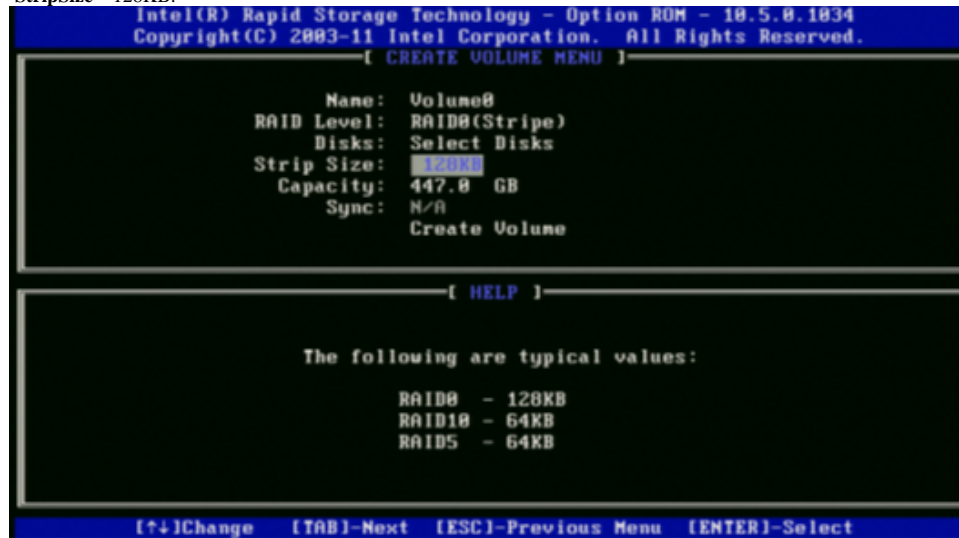 StripSize - 128KB.
Intel(R) Rapid Storage Technology - Option ROM - 10.5.0.1034
Copyright(C) 2003-11 Intel Corporation. All Rights Reserved.
[ CREATE VOLUME MENU ]
Name: Volume0
RAID Level: RAID0(Stripe)
Disks: Select Disks
Strip Size: 128KB
Capacity: 447.0 GB
Sync: N/A
Create Volume
[ HELP ]
The following are typical values:
RAID0 - 128KB
RAID10 - 64KB
RAID5 - 64KB
[↑↓]Change [TAB]-Next [ESC]-Previous Menu [ENTER]-Select